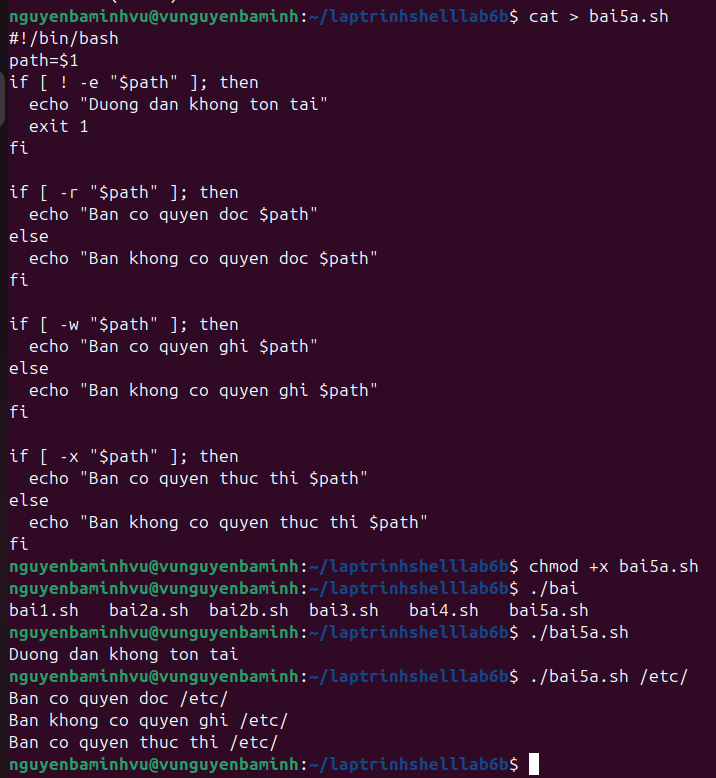 nguyenbaminhvu@vunguyenbaminh:~/laptrinhshelllab6b$ cat > bai5a.sh
#!/bin/bash
path=$1
if [ ! -e "$path" ]; then
  echo "Duong dan khong ton tai"
  exit 1
fi

if [ -r "$path" ]; then
  echo "Ban co quyen doc $path"
else
  echo "Ban khong co quyen doc $path"
fi

if [ -w "$path" ]; then
  echo "Ban co quyen ghi $path"
else
  echo "Ban khong co quyen ghi $path"
fi

if [ -x "$path" ]; then
  echo "Ban co quyen thuc thi $path"
else
  echo "Ban khong co quyen thuc thi $path"
fi
nguyenbaminhvu@vunguyenbaminh:~/laptrinhshelllab6b$ chmod +x bai5a.sh
nguyenbaminhvu@vunguyenbaminh:~/laptrinhshelllab6b$ ./bai
bai1.sh   bai2a.sh  bai2b.sh  bai3.sh   bai4.sh   bai5a.sh
nguyenbaminhvu@vunguyenbaminh:~/laptrinhshelllab6b$ ./bai5a.sh
Duong dan khong ton tai
nguyenbaminhvu@vunguyenbaminh:~/laptrinhshelllab6b$ ./bai5a.sh /etc/
Ban co quyen doc /etc/
Ban khong co quyen ghi /etc/
Ban co quyen thuc thi /etc/
nguyenbaminhvu@vunguyenbaminh:~/laptrinhshelllab6b$